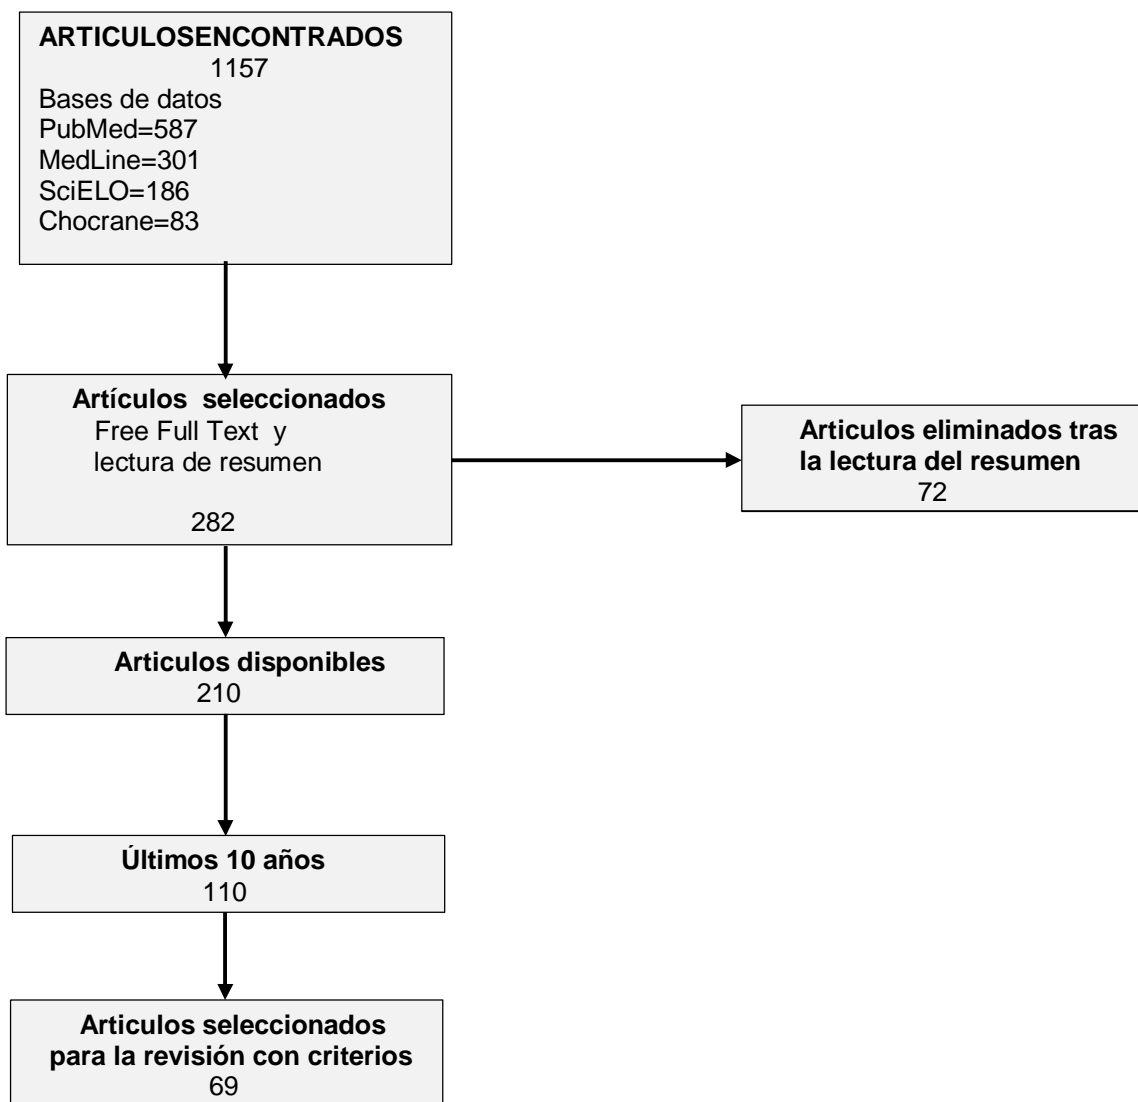 ARTICULOSENCONTRADOS
1157
Bases de datos
PubMed=587
MedLine=301
SciELO=186
Chocrane=83
Artículos seleccionados
Free Full Text y
lectura de resumen
282
Articulos eliminados tras
la lectura del resumen
72
Articulos disponibles
210
Últimos 10 años
110
Articulos seleccionados
para la revisión con criterios
69